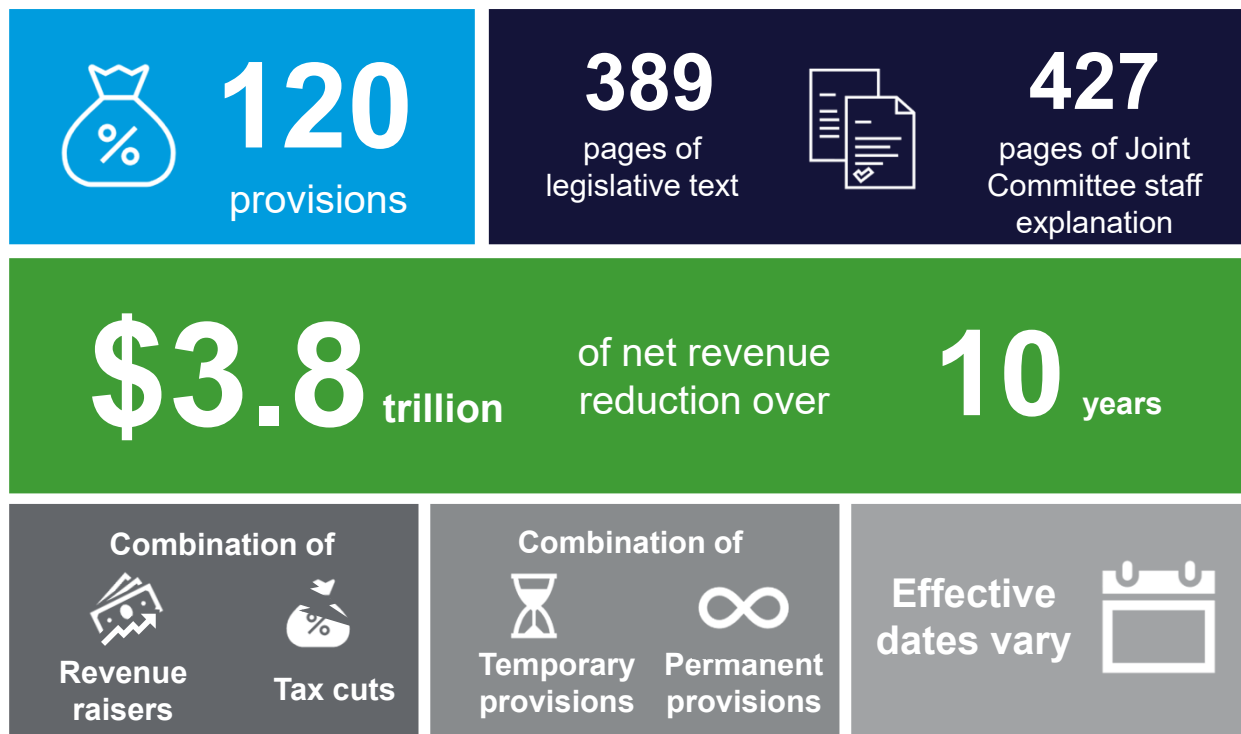 120
provisions
389
pages of
legislative text
427
pages of Joint
Committee staff
explanation
$3.8 trillion
of net revenue
reduction over
10 years
Combination of
%
Revenue
raisers
Tax cuts
Combination of
Temporary
provisions
Permanent
provisions
Effective
dates vary